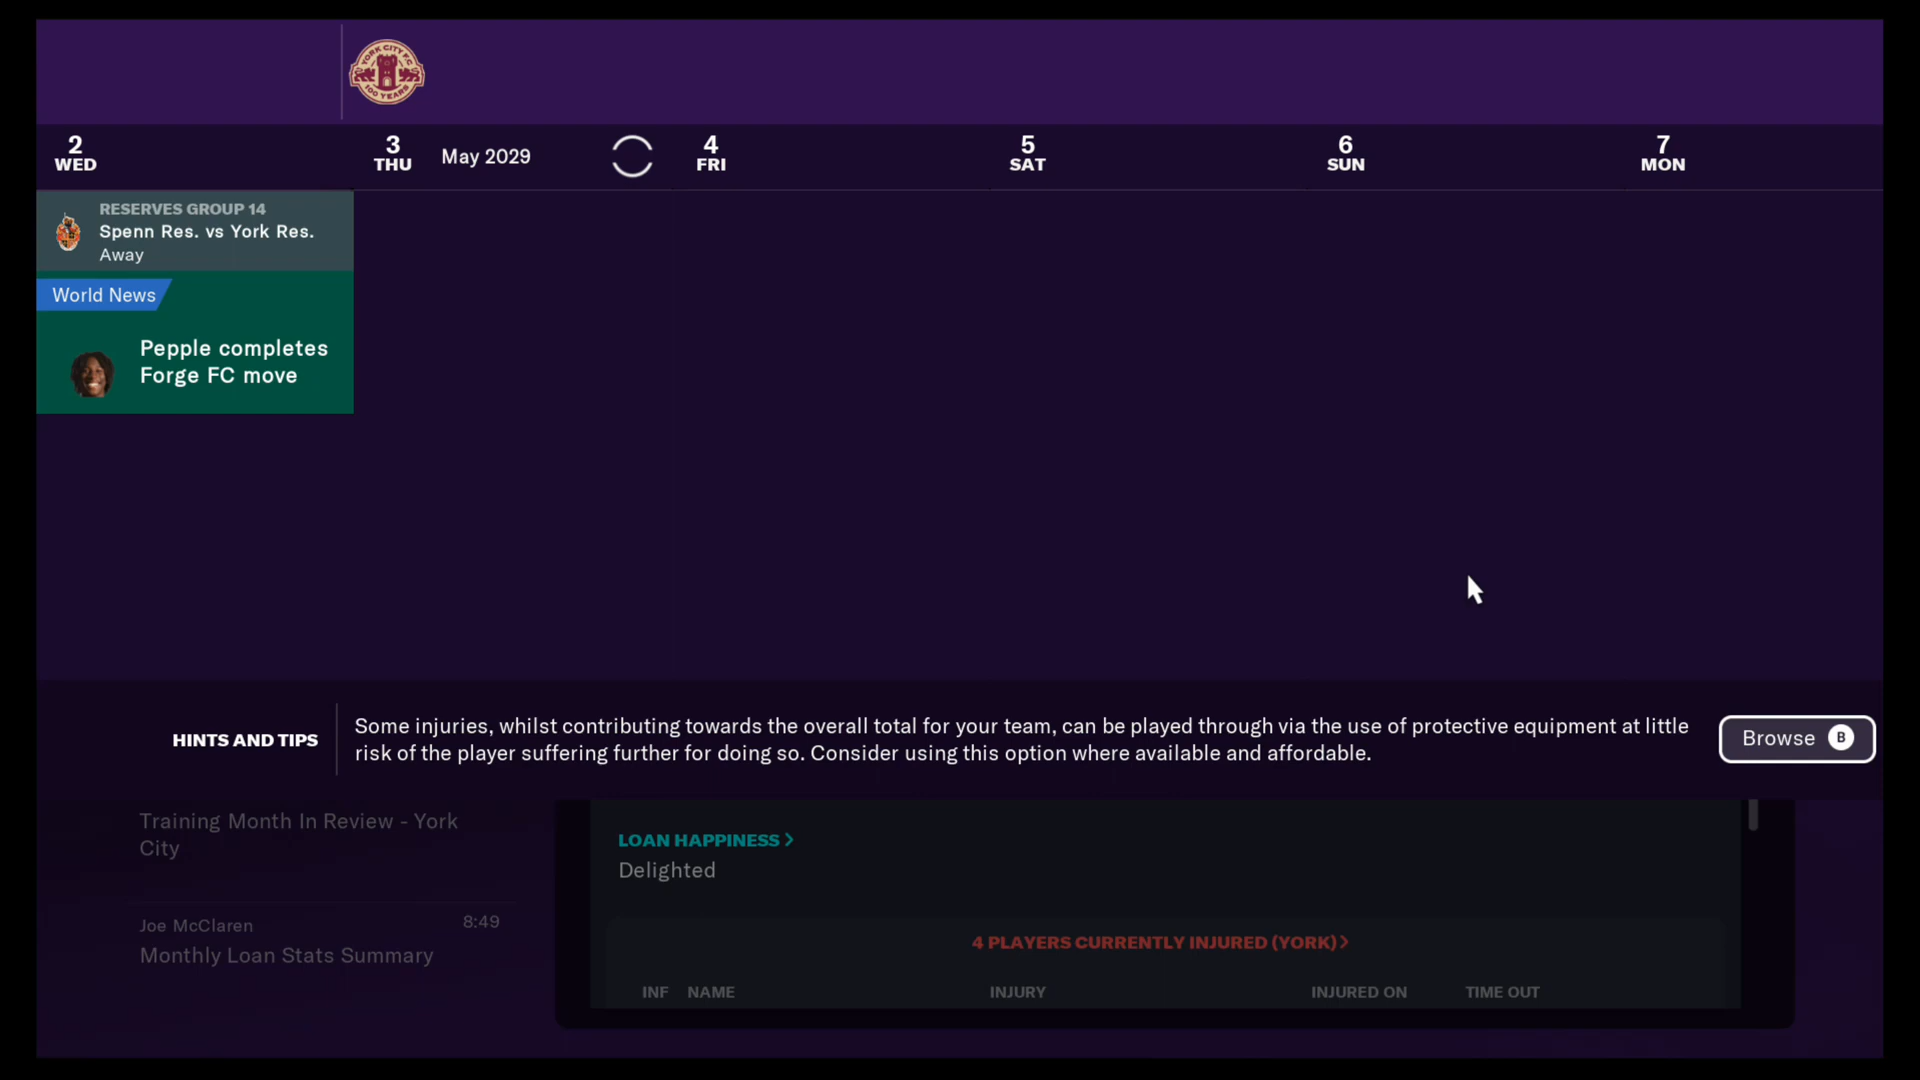 YORK CITY F.C.
100 YEARS
2
WED
3
THU
May 2029
4
FRI
5
SAT
6
SUN
7
MON
RESERVES GROUP 14
Spenn Res. vs York Res.
Away
World News
Pepple completes
Forge FC move
HINTS AND TIPS
Some injuries, whilst contributing towards the overall total for your team, can be played through via the use of protective equipment at little
risk of the player suffering further for doing so. Consider using this option where available and affordable.
Browse B
Training Month In Review - York
City
Joe McClaren 8:49
Monthly Loan Stats Summary
LOAN HAPPINESS
Delighted
4 PLAYERS CURRENTLY INJURED (YORK)
INF NAME INJURY INJURED ON TIME OUT